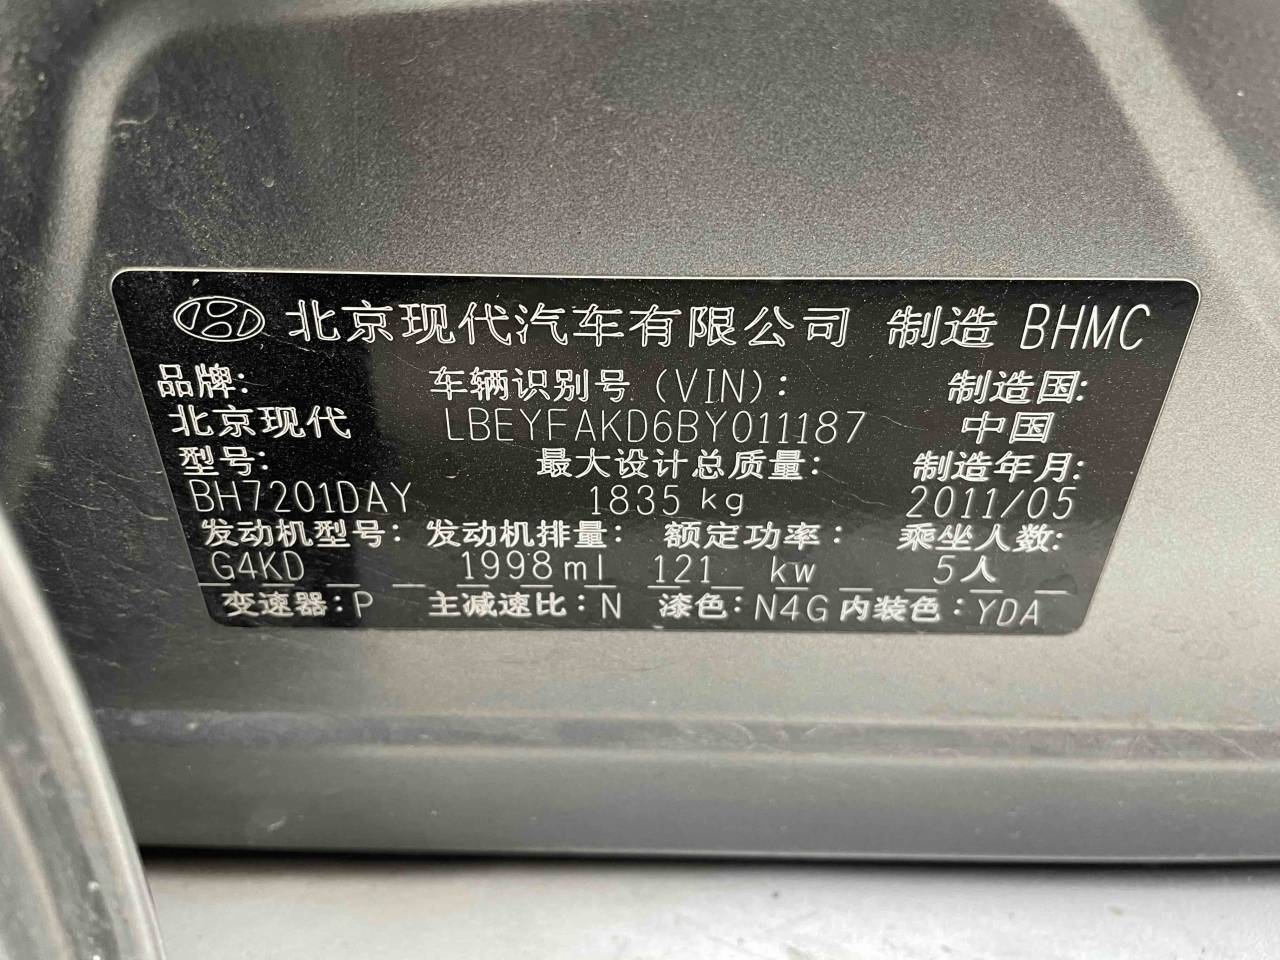 北京现代汽车有限公司 制造 BHMC
品牌: 车辆识别号 (VIN): 制造国:
北京现代 LBEYFAKD6BY011187 中国
型号: 最大设计总质量: 制造年月:
BH7201DAY 1835 kg 2011/05
发动机型号: 发动机排量: 额定功率: 乘坐人数:
G4KD 1998ml 121 kw 5人
变速器:P 主减速比:N 漆色:N4G 内装色:YDA